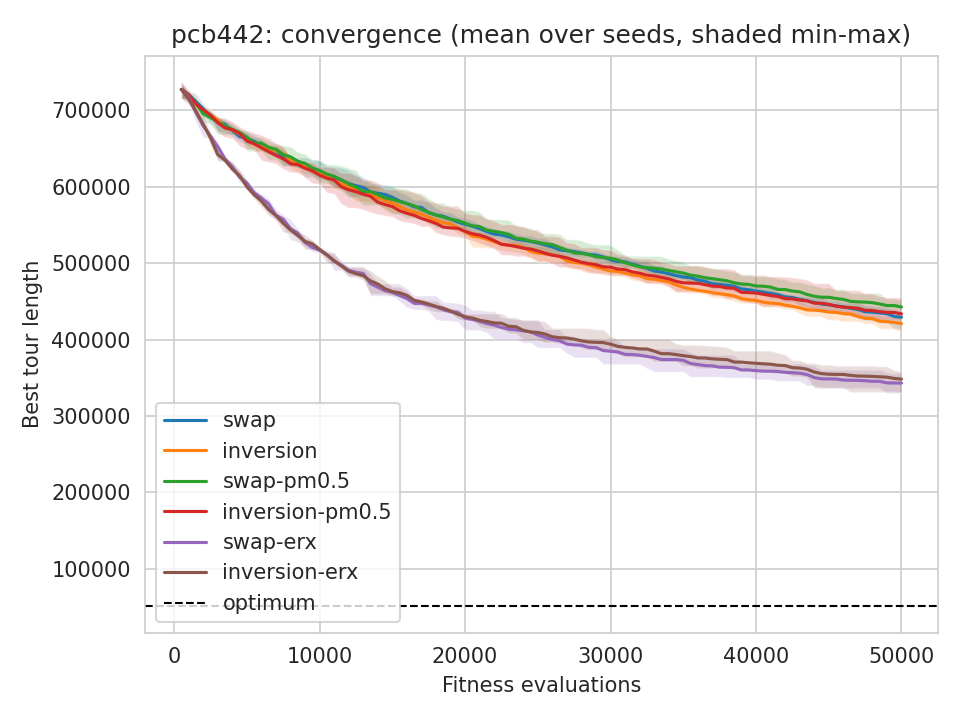 pcb442: convergence (mean over seeds, shaded min-max)
Best tour length
700000
600000
500000
400000
300000
200000
100000
swap
inversion
swap-pm0.5
inversion-pm0.5
swap-erx
inversion-erx
optimum
0
10000
20000
30000
40000
50000
Fitness evaluations